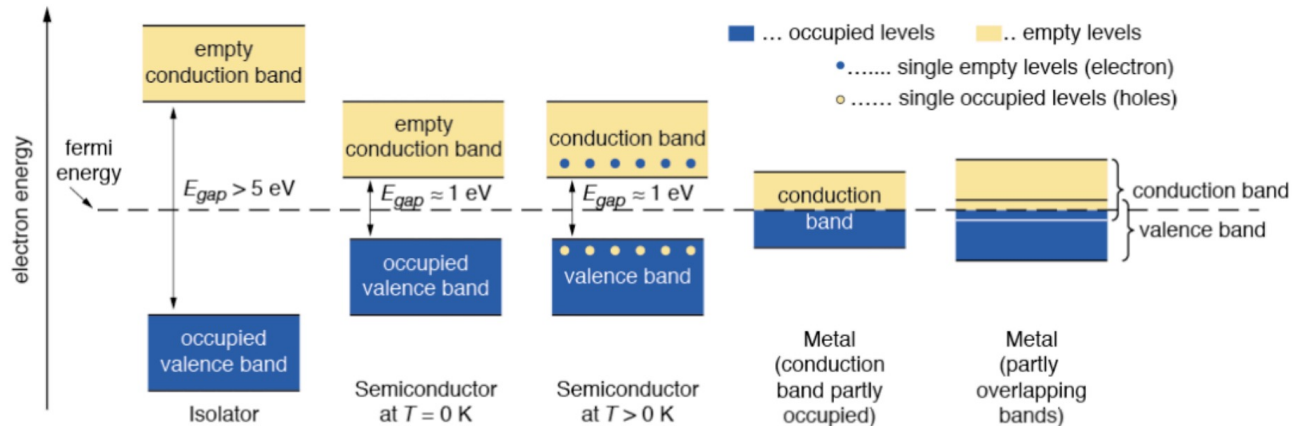 electron energy
fermi
energy
empty
conduction band
E_gap > 5 eV
occupied
valence band
Isolator
empty
conduction band
E_gap ≈ 1 eV
occupied
valence band
Semiconductor
at T = 0 K
conduction band
E_gap ≈ 1 eV
valence band
Semiconductor
at T > 0 K
... occupied levels
.. empty levels
....... single empty levels (electron)
...... single occupied levels (holes)
conduction
band
Metal
(conduction
band partly
occupied)
conduction band
valence band
Metal
(partly
overlapping
bands)